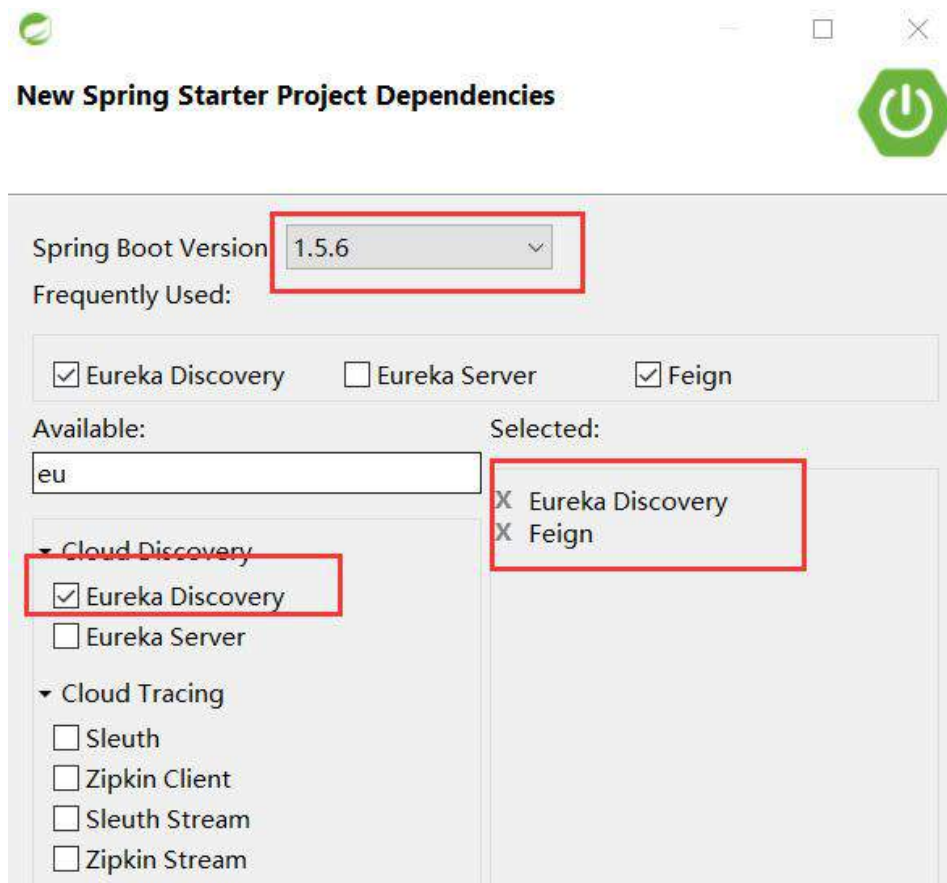 New Spring Starter Project Dependencies
Spring Boot Version 1.5.6
Frequently Used:
Eureka Discovery Eureka Server Feign
Available: Selected:
eu
X Eureka Discovery
X Feign
Cloud Discovery
Eureka Discovery
Eureka Server
Cloud Tracing
Sleuth
Zipkin Client
Sleuth Stream
Zipkin Stream